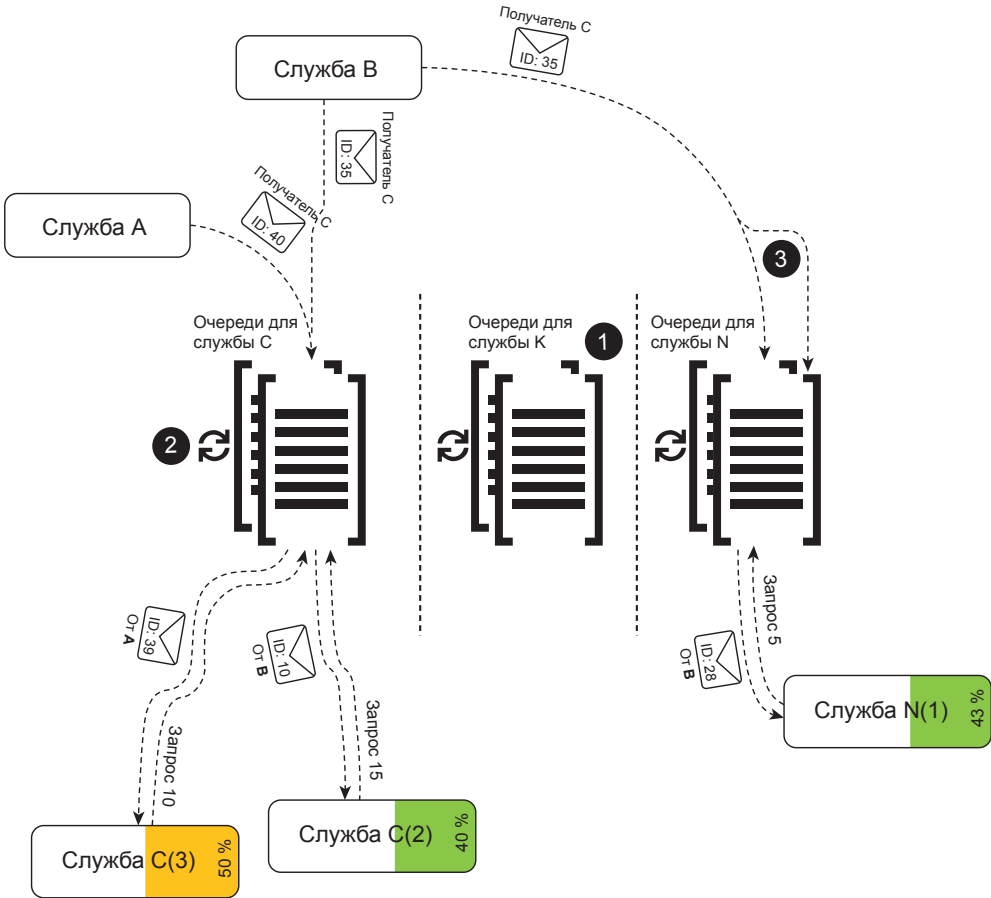 Получатель C
ID: 35
Служба B
Получатель C
ID: 35
Получатель C
ID: 40
Служба A
3
Очереди для
службы C
Очереди для
службы K
1
Очереди для
службы N
2
ID: 39
От A
ID: 10
От B
Запрос 5
ID: 28
От B
Служба N(1)
43 %
Запрос 10
Запрос 15
Служба C(2)
40 %
Служба C(3)
50 %